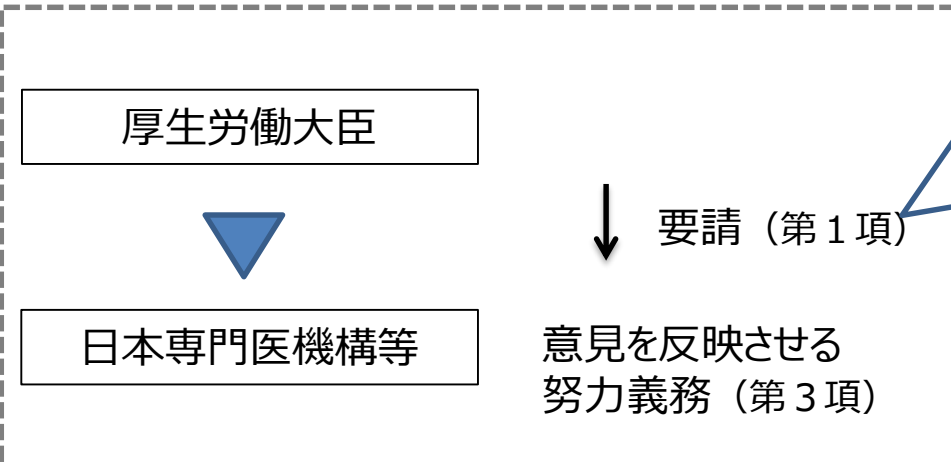 厚生労働大臣
要請（第１項）
日本専門医機構等
意見を反映させる
努力義務（第３項）